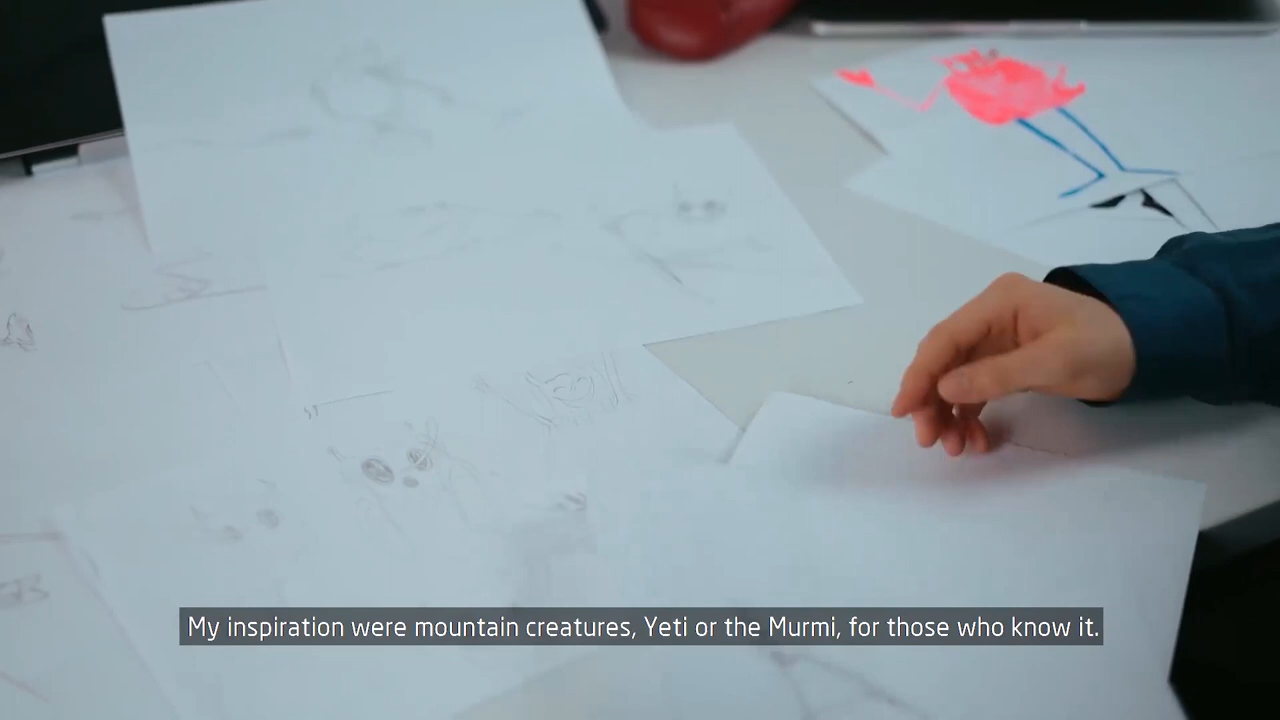 My inspiration were mountain creatures, Yeti or the Murmi, for those who know it.